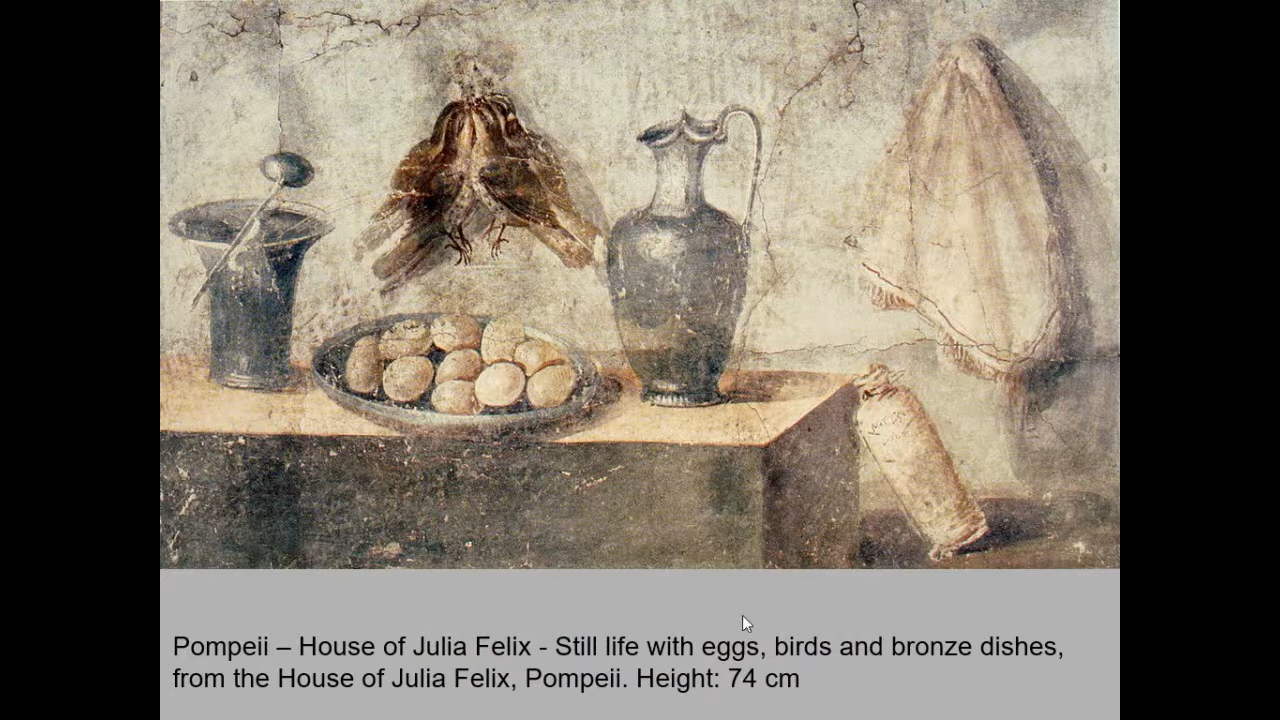 Pompeii – House of Julia Felix - Still life with eggs, birds and bronze dishes,
from the House of Julia Felix, Pompeii. Height: 74 cm